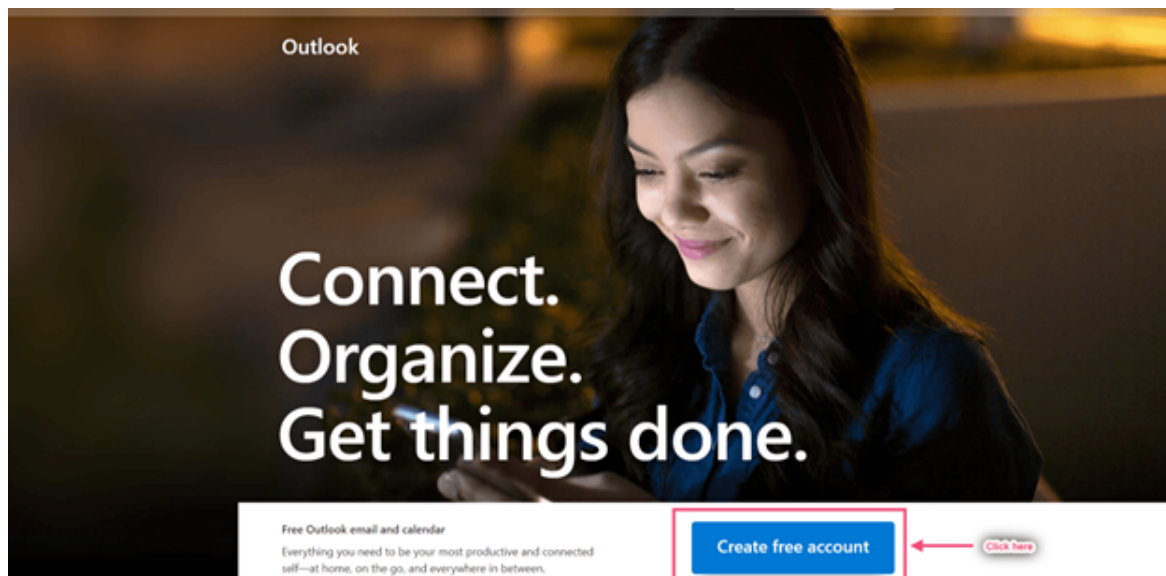 Outlook
Connect.
Organize.
Get things done.
Free Outlook email and calendar
Everything you need to be your most productive and connected
self—at home, on the go, and everywhere in between.
Create free account
Click here